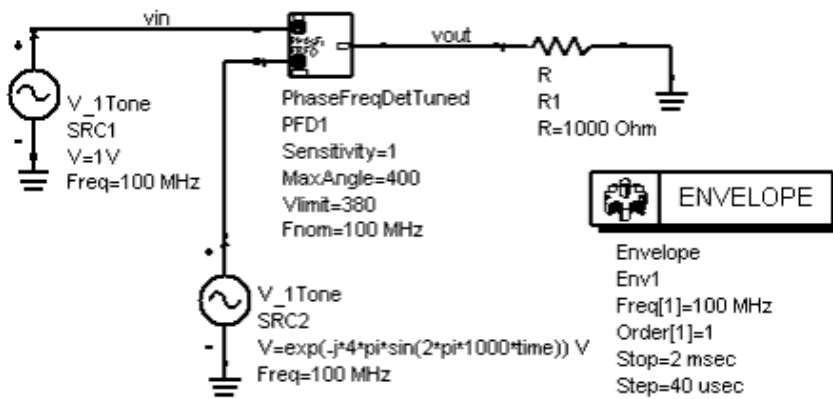 vin
vout
V_1Tone
SRC1
V=1V
Freq=100 MHz
PhaseFreqDetTuned
PFD1
Sensitivity=1
MaxAngle=400
Vlimit=380
Fnom=100 MHz
R
R1
R=1000 Ohm
V_1Tone
SRC2
V=exp(-j*4*pi*sin(2*pi*1000*time)) V
Freq=100 MHz
ENVELOPE
Envelope
Env1
Freq[1]=100 MHz
Order[1]=1
Stop=2 msec
Step=40 usec